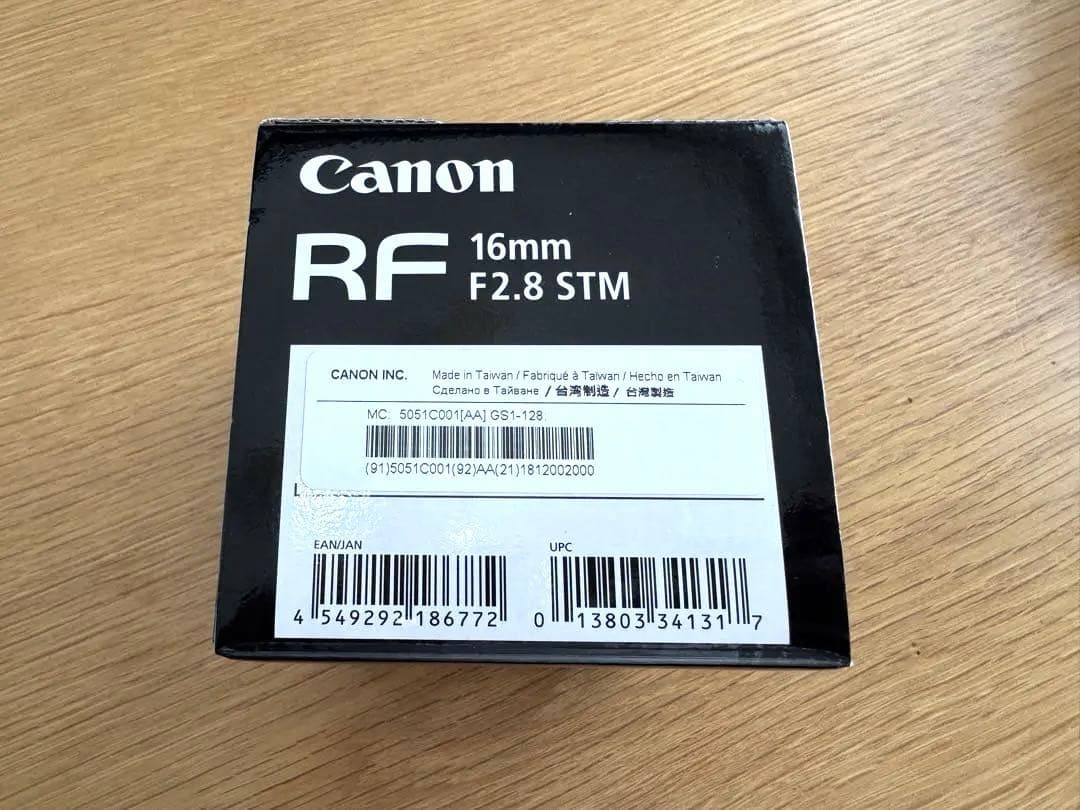 Canon
RF 16mm
F2.8 STM
CANON INC. Made in Taiwan / Fabriqué à Taïwan / Hecho en Taiwan
Сделано в Тайване / 台湾制造 / 台灣製造
MC: 5051C001[AA] GS1-128
(91)5051C001(92)AA(21)1812002000
EAN/JAN
4 549292 186772
UPC
0 13803 34131 7